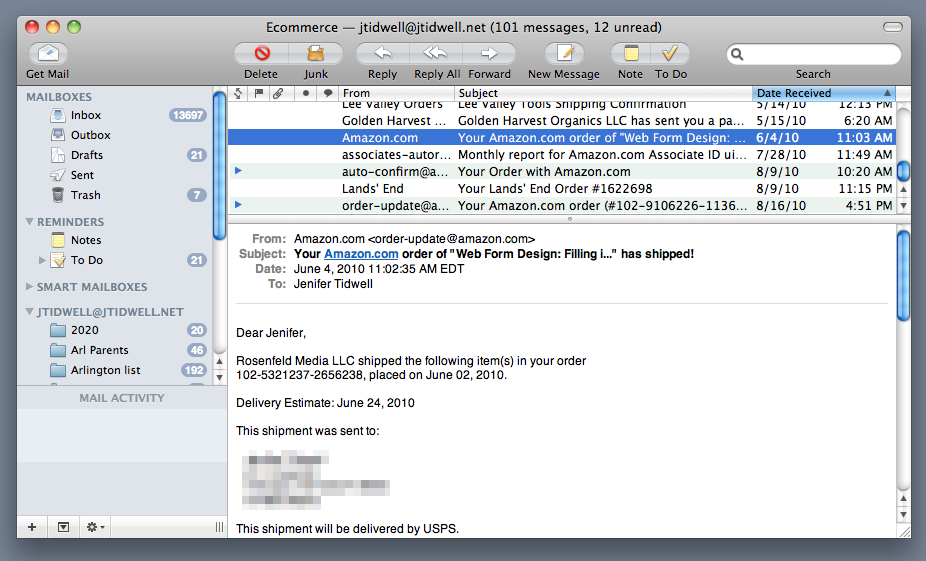 Ecommerce — jtidwell@jtidwell.net (101 messages, 12 unread)
Get Mail Delete Junk Reply Reply All Forward New Message Note To Do Search
MAILBOXES
Inbox 13697
Outbox
Drafts 21
Sent
Trash 7
REMINDERS
Notes
To Do 21
SMART MAILBOXES
JTIDWELL@JTIDWELL.NET
2020 20
Arl Parents 46
Arlington list 192
MAIL ACTIVITY
From Subject Date Received
Lee Valley Orders Lee Valley Tools Shipping Confirmation 5/14/10 12:13 PM
Golden Harvest ... Golden Harvest Organics LLC has sent you a pa... 5/15/10 6:20 AM
Amazon.com Your Amazon.com order of "Web Form Design: ... 6/4/10 11:03 AM
associates-autor... Monthly report for Amazon.com Associate ID ui... 7/28/10 11:49 AM
auto-confirm@a... Your Order with Amazon.com 8/9/10 10:20 AM
Lands' End Your Lands' End Order #1622698 8/9/10 11:15 PM
order-update@a... Your Amazon.com order (#102-9106226-1136... 8/16/10 4:51 PM
From: Amazon.com <order-update@amazon.com>
Subject: Your Amazon.com order of "Web Form Design: Filling i..." has shipped!
Date: June 4, 2010 11:02:35 AM EDT
To: Jenifer Tidwell
Dear Jenifer,
Rosenfeld Media LLC shipped the following item(s) in your order
102-5321237-2656238, placed on June 02, 2010.
Delivery Estimate: June 24, 2010
This shipment was sent to:
This shipment will be delivered by USPS.